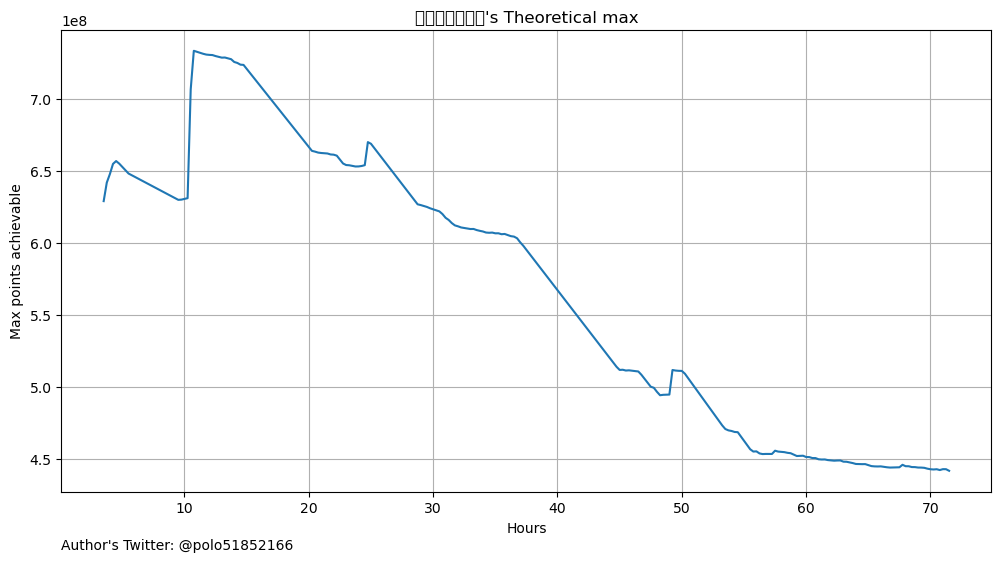 's Theoretical max
1e8
7.0
6.5
6.0
5.5
5.0
4.5
Max points achievable
10 20 30 40 50 60 70
Hours
Author's Twitter: @polo51852166